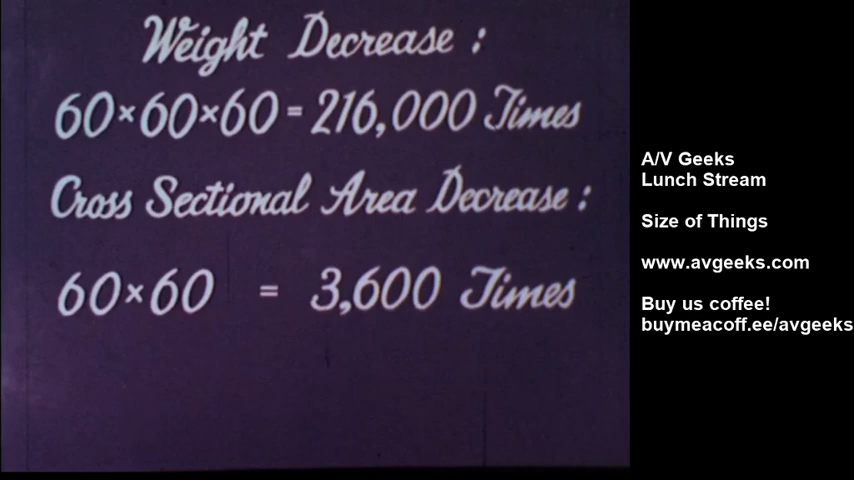 Weight Decrease :
60×60×60 = 216,000 Times
Cross Sectional Area Decrease :
60×60 = 3,600 Times
A/V Geeks
Lunch Stream
Size of Things
www.avgeeks.com
Buy us coffee!
buymeacoff.ee/avgeeks